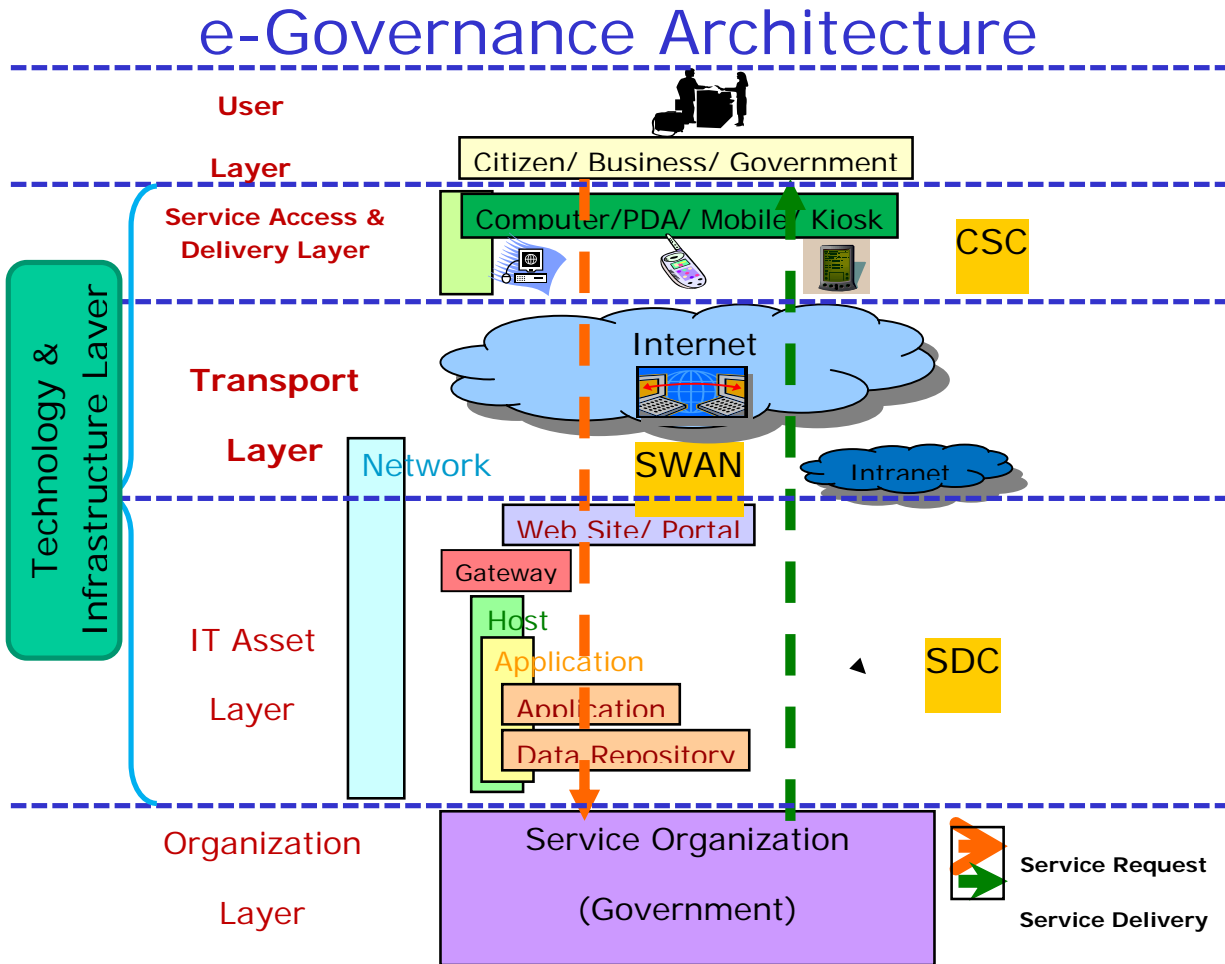 e-Governance Architecture
User
Layer
Citizen/ Business/ Government
Service Access &
Delivery Layer
Computer/PDA/ Mobile/ Kiosk
CSC
Technology &
Infrastructure Layer
Transport
Layer
Internet
Network
SWAN
Intranet
Web Site/ Portal
Gateway
Host
IT Asset
Layer
Application
Application
Data Repository
SDC
Organization
Layer
Service Organization
(Government)
Service Request
Service Delivery